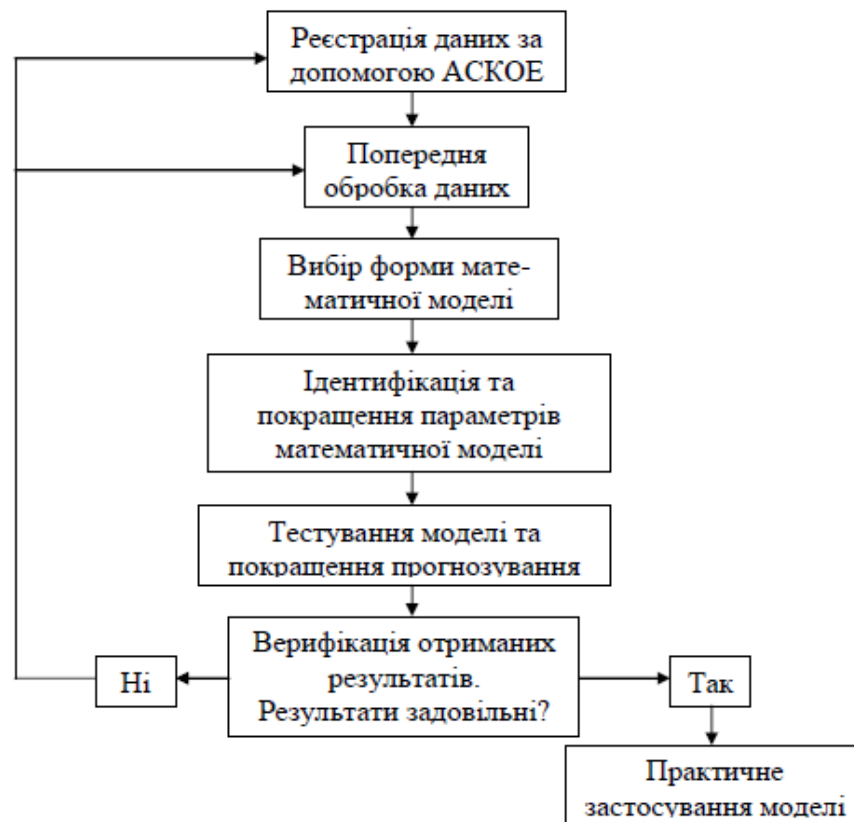 Реєстрація даних за
допомогою АСКОЕ
Попередня
обробка даних
Вибір форми мате-
матичної моделі
Ідентифікація та
покращення параметрів
математичної моделі
Тестування моделі та
покращення прогнозування
Верифікація отриманих
результатів.
Результати задовільні?
Ні
Так
Практичне
застосування моделі